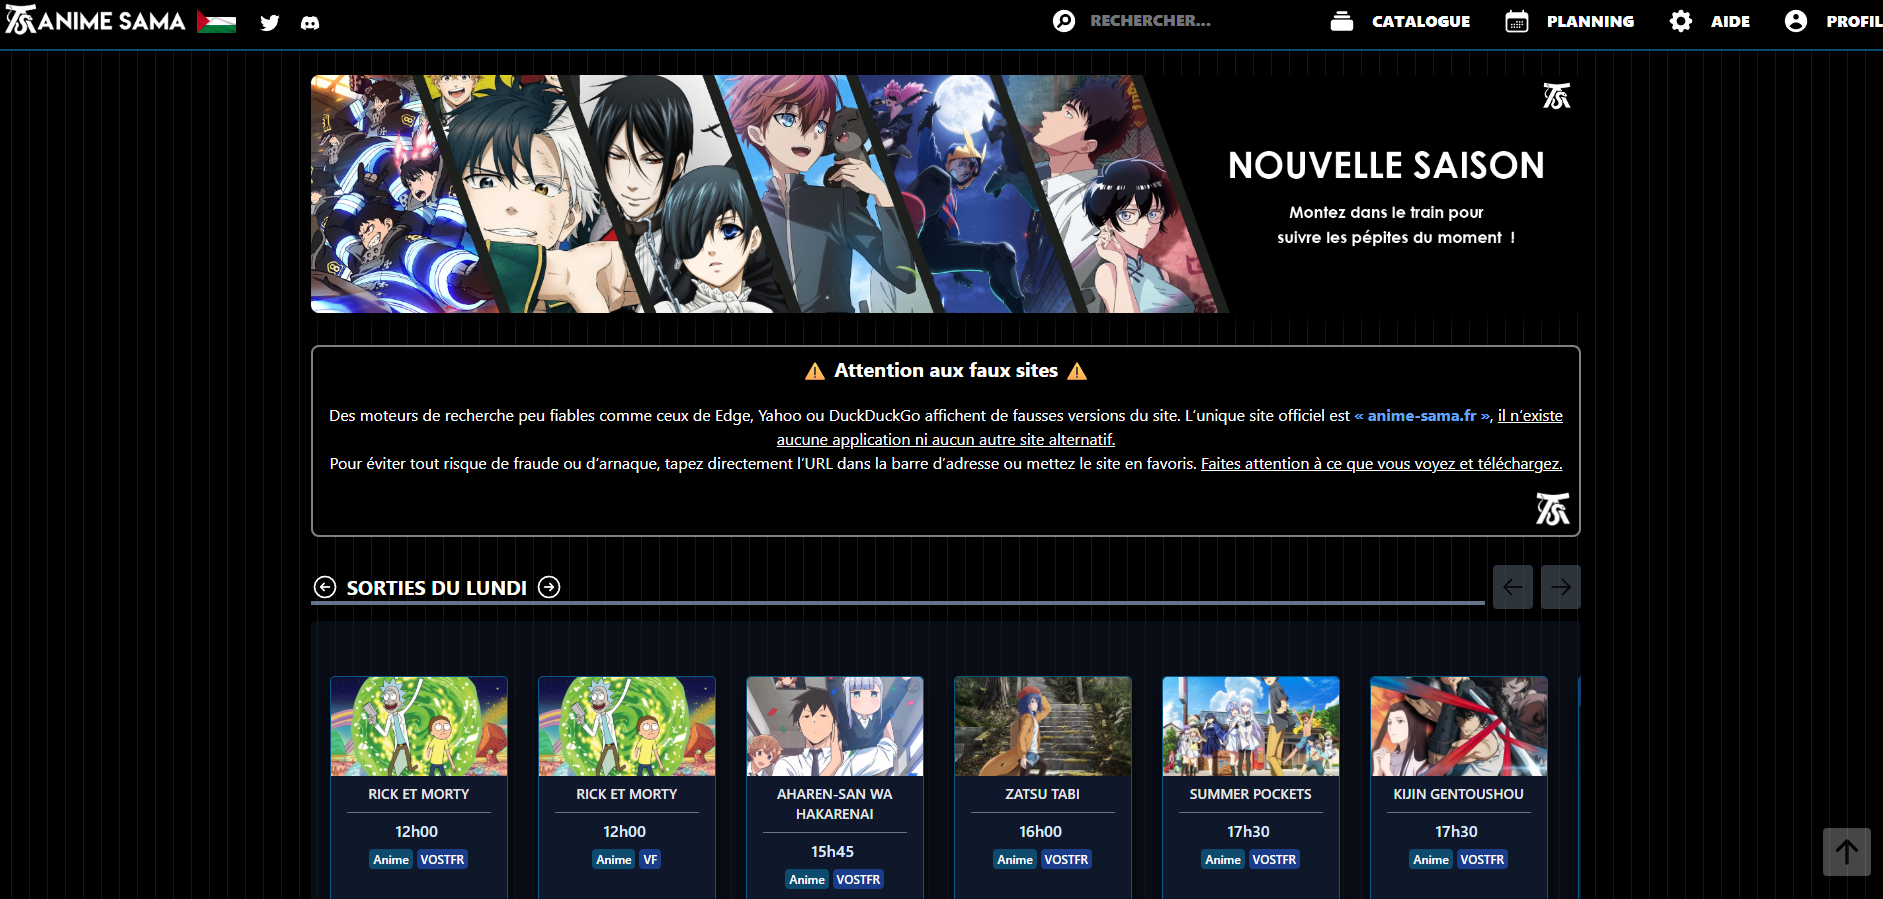 ANIME SAMA
RECHERCHER...
CATALOGUE
PLANNING
AIDE
PROFIL
NOUVELLE SAISON
Montez dans le train pour
suivre les pépites du moment !
⚠ Attention aux faux sites ⚠
Des moteurs de recherche peu fiables comme ceux de Edge, Yahoo ou DuckDuckGo affichent de fausses versions du site. L'unique site officiel est « anime-sama.fr », il n'existe
aucune application ni aucun autre site alternatif.
Pour éviter tout risque de fraude ou d'arnaque, tapez directement l'URL dans la barre d'adresse ou mettez le site en favoris. Faites attention à ce que vous voyez et téléchargez.
SORTIES DU LUNDI
RICK ET MORTY
12h00
Anime VOSTFR
RICK ET MORTY
12h00
Anime VF
AHAREN-SAN WA
HAKARENAI
15h45
Anime VOSTFR
ZATSU TABI
16h00
Anime VOSTFR
SUMMER POCKETS
17h30
Anime VOSTFR
KIJIN GENTOUSHOU
17h30
Anime VOSTFR